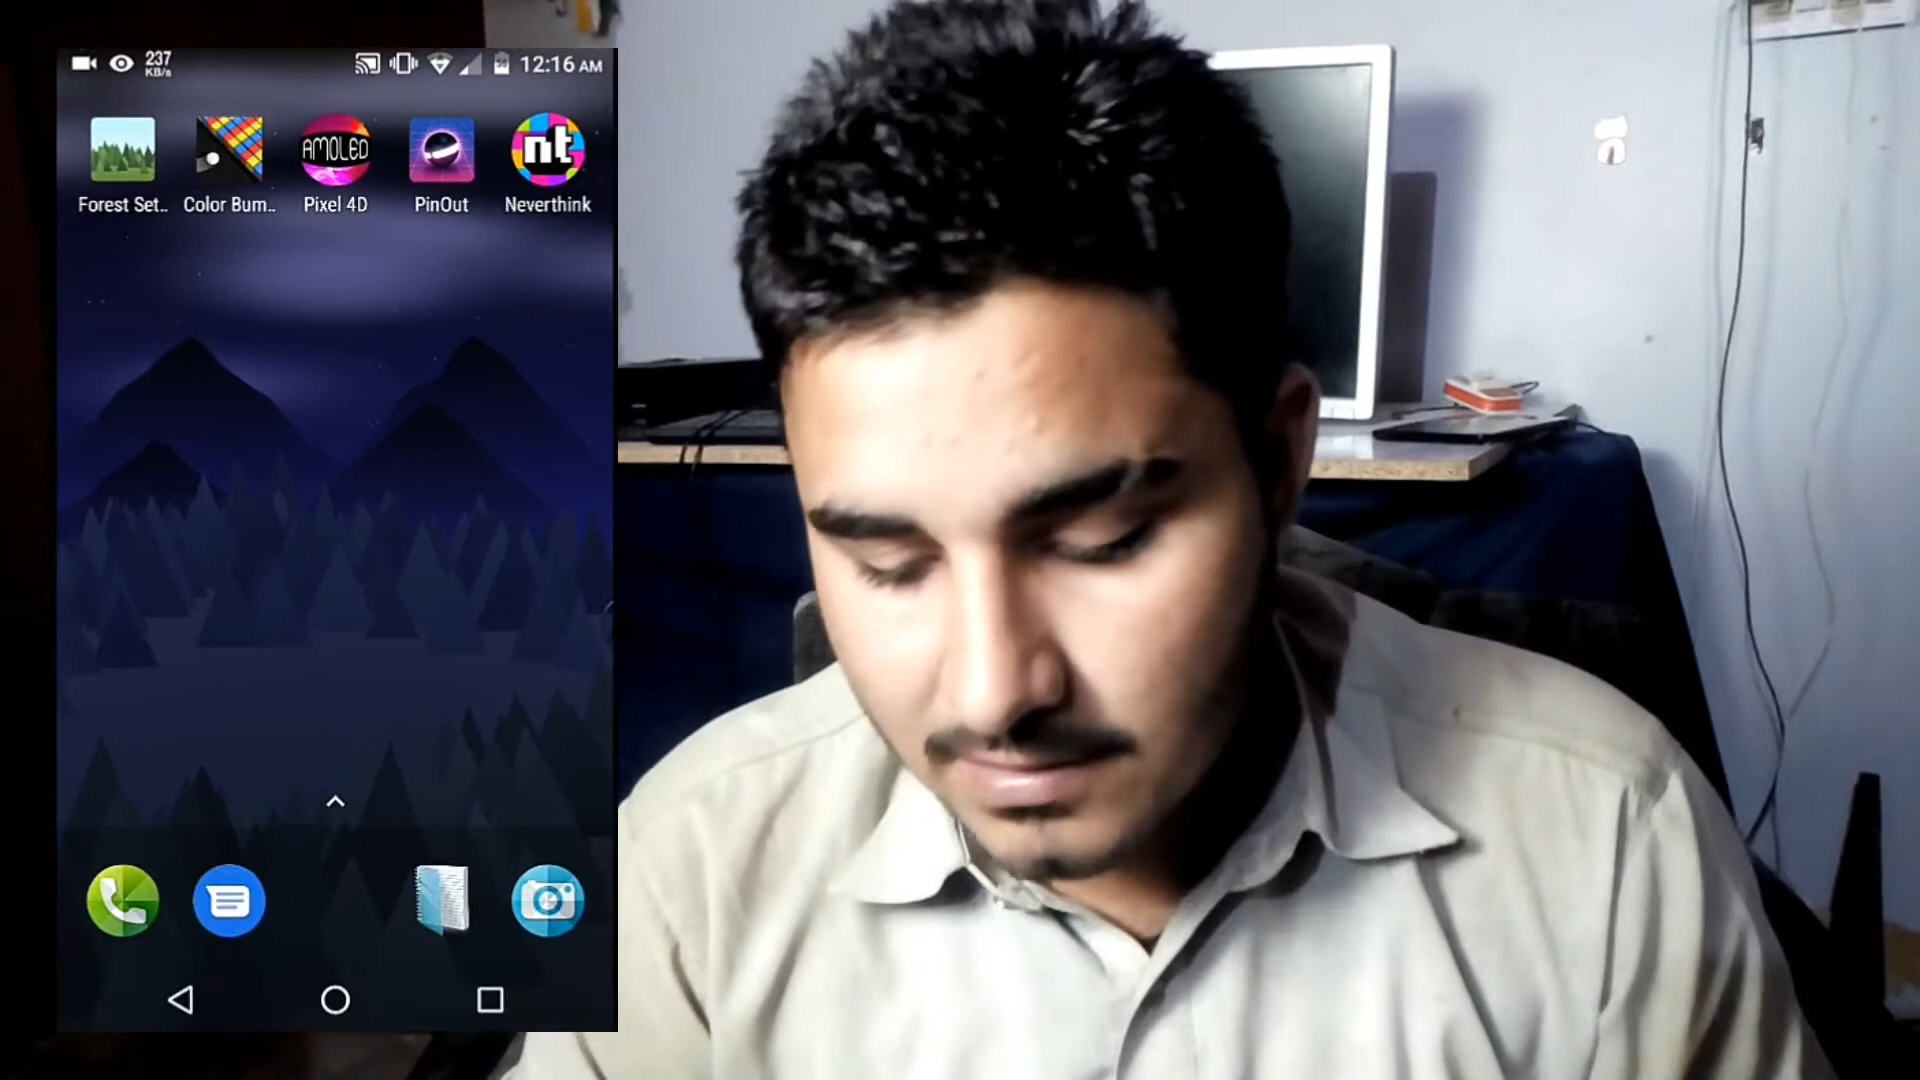 237
KB/s
12:16 AM
AMOLED
nt
Forest Set..
Color Bum..
Pixel 4D
PinOut
Neverthink